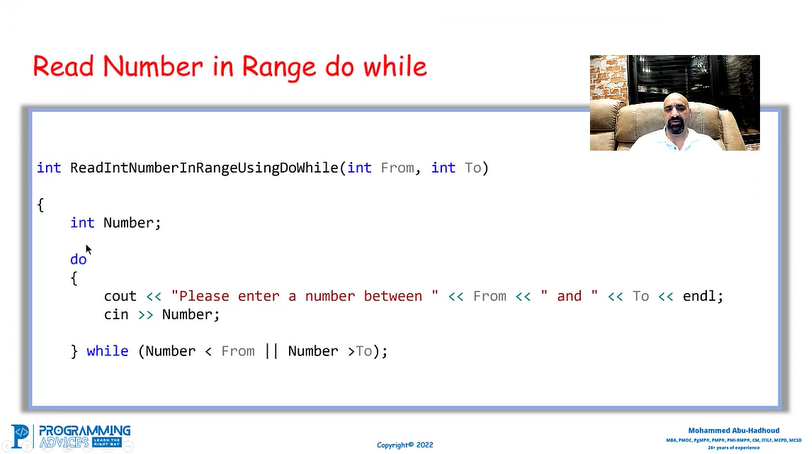 Read Number in Range do while
int ReadIntNumberInRangeUsingDoWhile(int From, int To)
{
int Number;
do
{
cout << "Please enter a number between " << From << " and " << To << endl;
cin >> Number;
} while (Number < From || Number >To);
PROGRAMMING
ADVICES LEARN THE RIGHT WAY
Copyright© 2022
Mohammed Abu-Hadhoud
MBA, PMOC, PgMP®, PMP®, PMI-RMP®, CM, ITILF, MCPD, MCSD
26+ years of experience